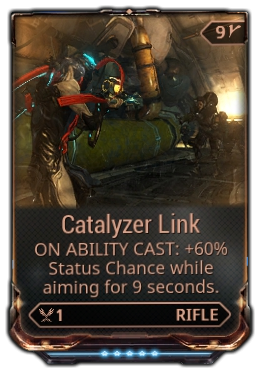 9
Catalyzer Link
ON ABILITY CAST: +60%
Status Chance while
aiming for 9 seconds.
1 RIFLE